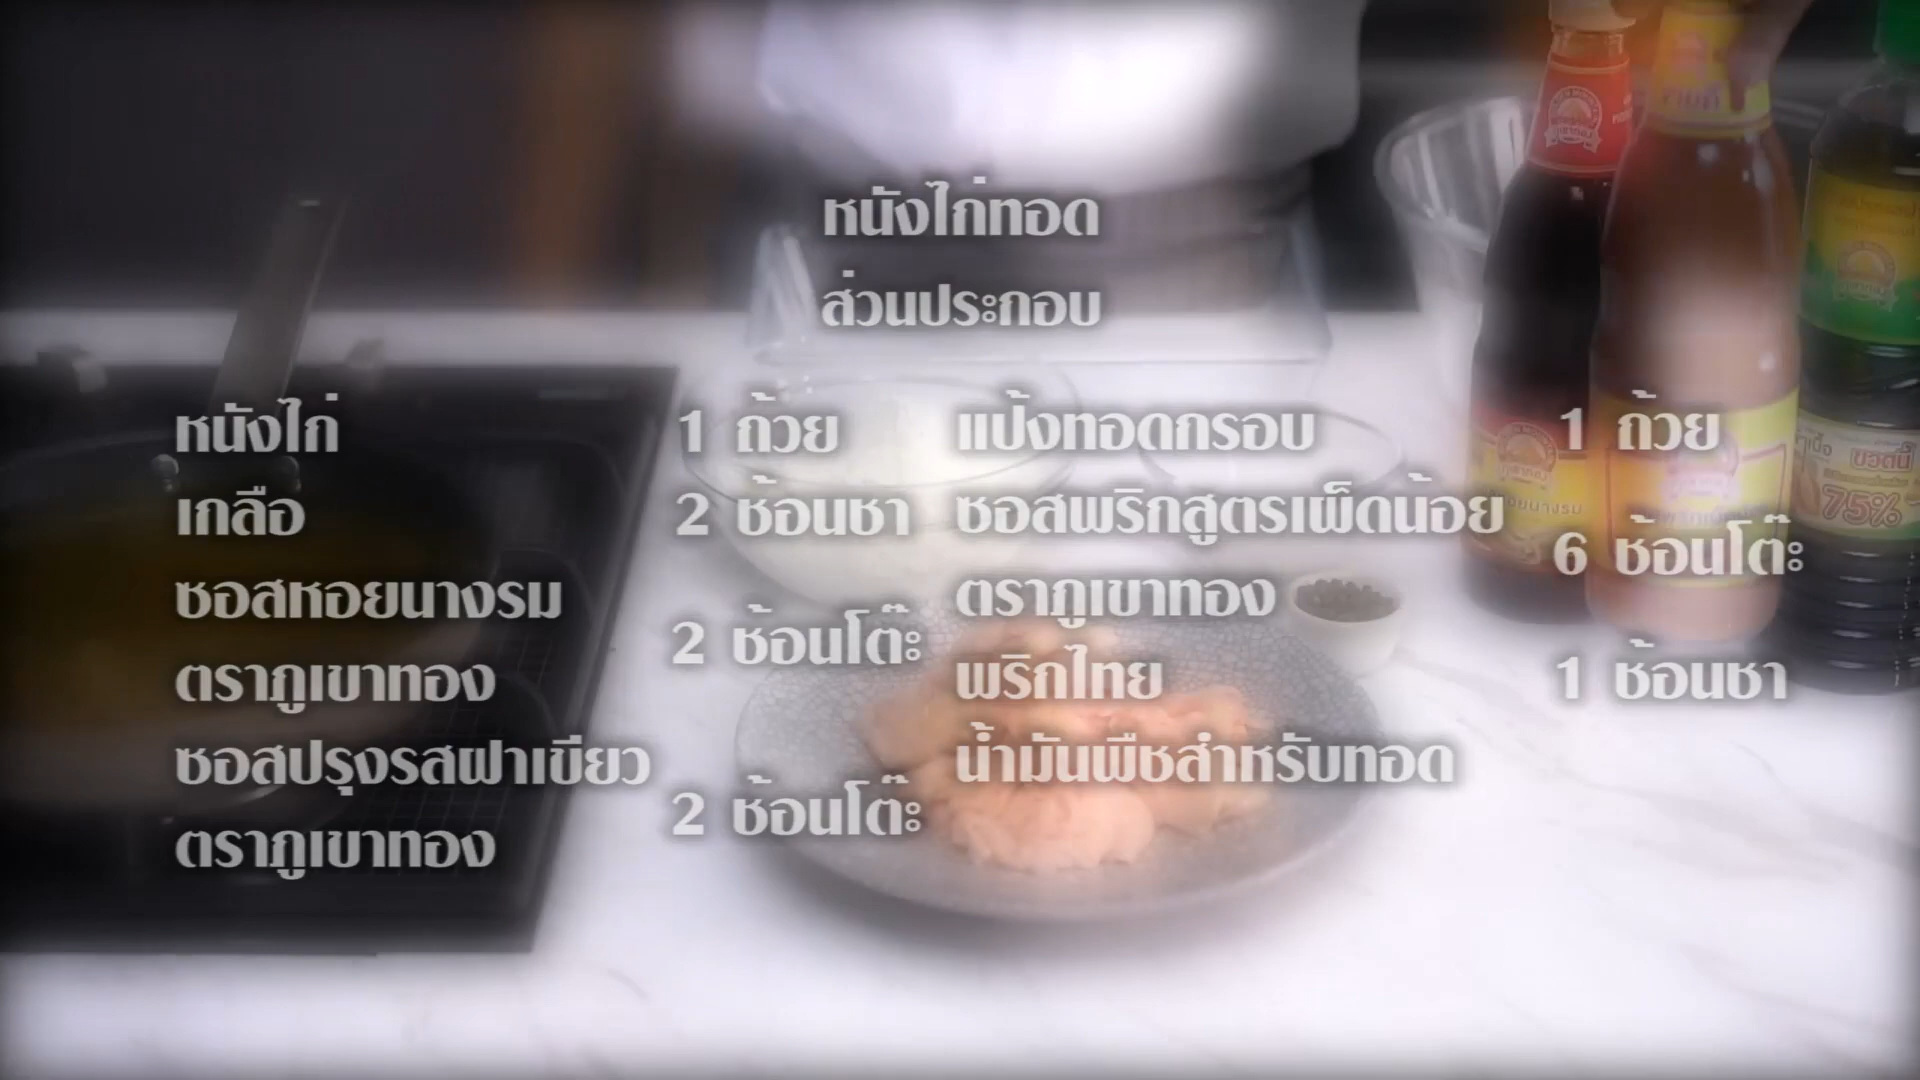 หนังไก่ทอด
ส่วนประกอบ
หนังไก่ 1 ถ้วย
เกลือ 2 ช้อนชา
ซอสหอยนางรม
ตราภูเขาทอง 2 ช้อนโต๊ะ
ซอสปรุงรสฝาเขียว
ตราภูเขาทอง 2 ช้อนโต๊ะ
แป้งทอดกรอบ 1 ถ้วย
ซอสพริกสูตรเผ็ดน้อย
ตราภูเขาทอง 6 ช้อนโต๊ะ
พริกไทย 1 ช้อนชา
น้ำมันพืชสำหรับทอด
ขวดนี้
75%